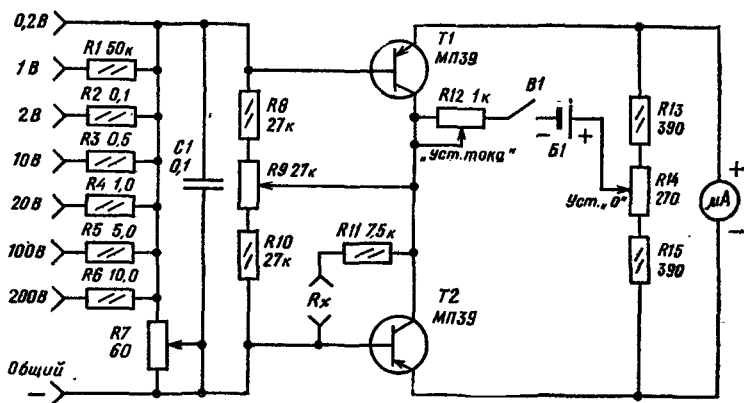 0,2В
1В
2В
10В
20В
100В
200В
Общий
−
R1 50к
R2 0,1
R3 0,5
R4 1,0
R5 5,0
R6 10,0
R7
60
C1
0,1
R8
27к
R9 27к
R10
27к
R11 7,5к
Rx
T1
МП39
R12 1к
В1
− Б1 +
„Уст. тока"
Уст. „0"
T2
МП39
R13
390
R14
270
R15
390
+
μА
−